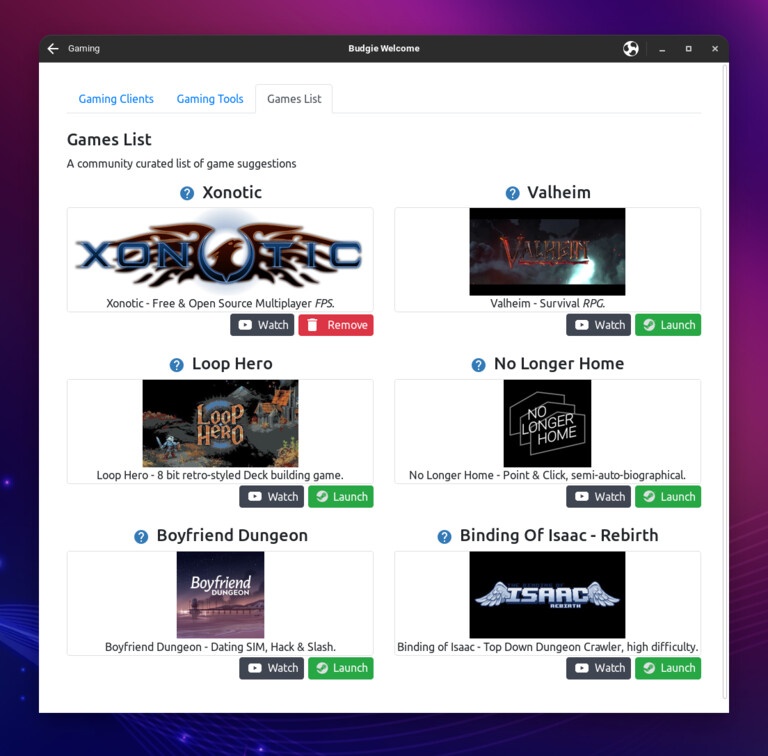 Gaming
Budgie Welcome
Gaming Clients
Gaming Tools
Games List
Games List
A community curated list of game suggestions
Xonotic
XONOTIC
Xonotic - Free & Open Source Multiplayer FPS.
Watch
Remove
Valheim
VALHEIM
Valheim - Survival RPG.
Watch
Launch
Loop Hero
LOOP
HERO
Loop Hero - 8 bit retro-styled Deck building game.
Watch
Launch
No Longer Home
NO
LONGER
HOME
No Longer Home - Point & Click, semi-auto-biographical.
Watch
Launch
Boyfriend Dungeon
Boyfriend
DUNGEON
Boyfriend Dungeon - Dating SIM, Hack & Slash.
Watch
Launch
Binding Of Isaac - Rebirth
THE BINDING OF
ISAAC
REBIRTH
Binding of Isaac - Top Down Dungeon Crawler, high difficulty.
Watch
Launch